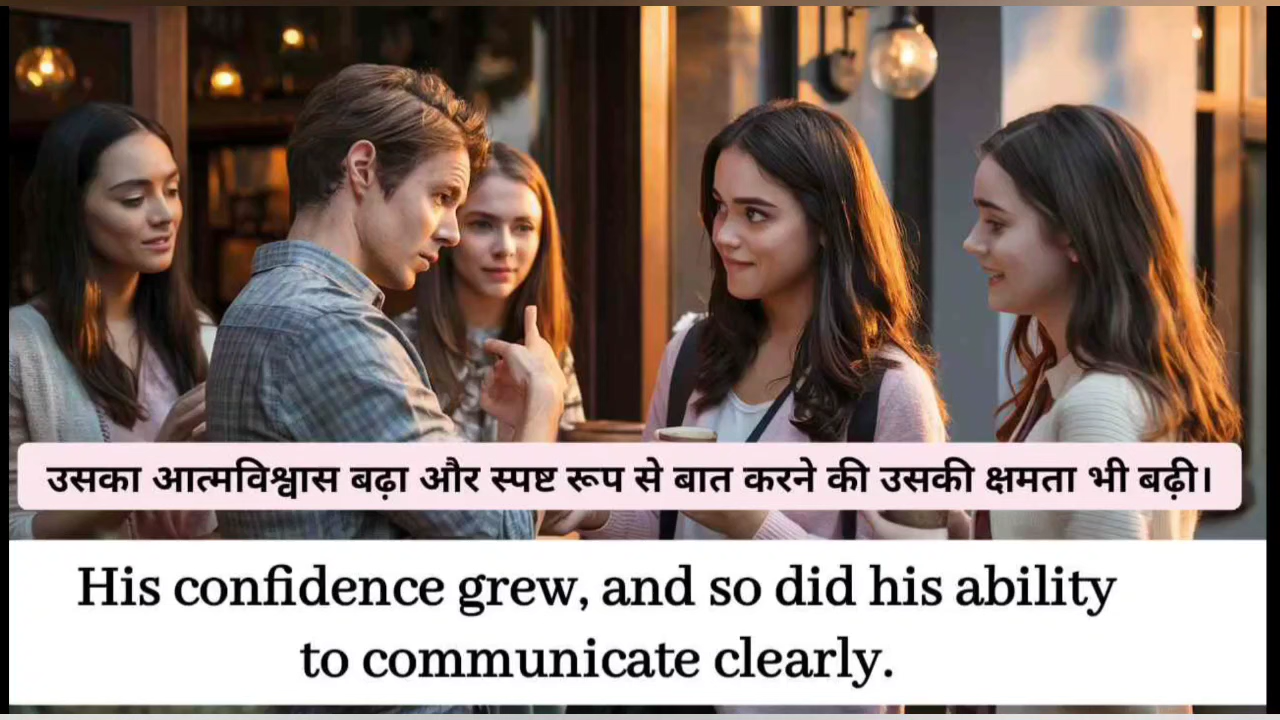 उसका आत्मविश्वास बढ़ा और स्पष्ट रूप से बात करने की उसकी क्षमता भी बढ़ी।
His confidence grew, and so did his ability
to communicate clearly.